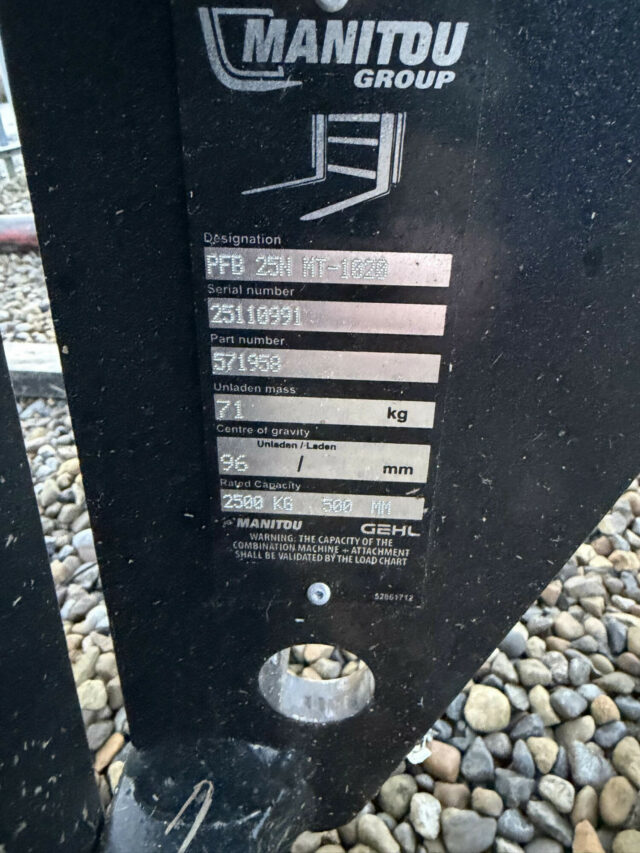 MANITOU
GROUP
Designation
PFB 25N MT-1020
Serial number
25110991
Part number
571958
Unladen mass
71 kg
Centre of gravity
Unladen / Laden
96 / mm
Rated Capacity
2500 KG 500 MM
MANITOU GEHL
WARNING: THE CAPACITY OF THE
COMBINATION MACHINE + ATTACHMENT
SHALL BE VALIDATED BY THE LOAD CHART
52861712